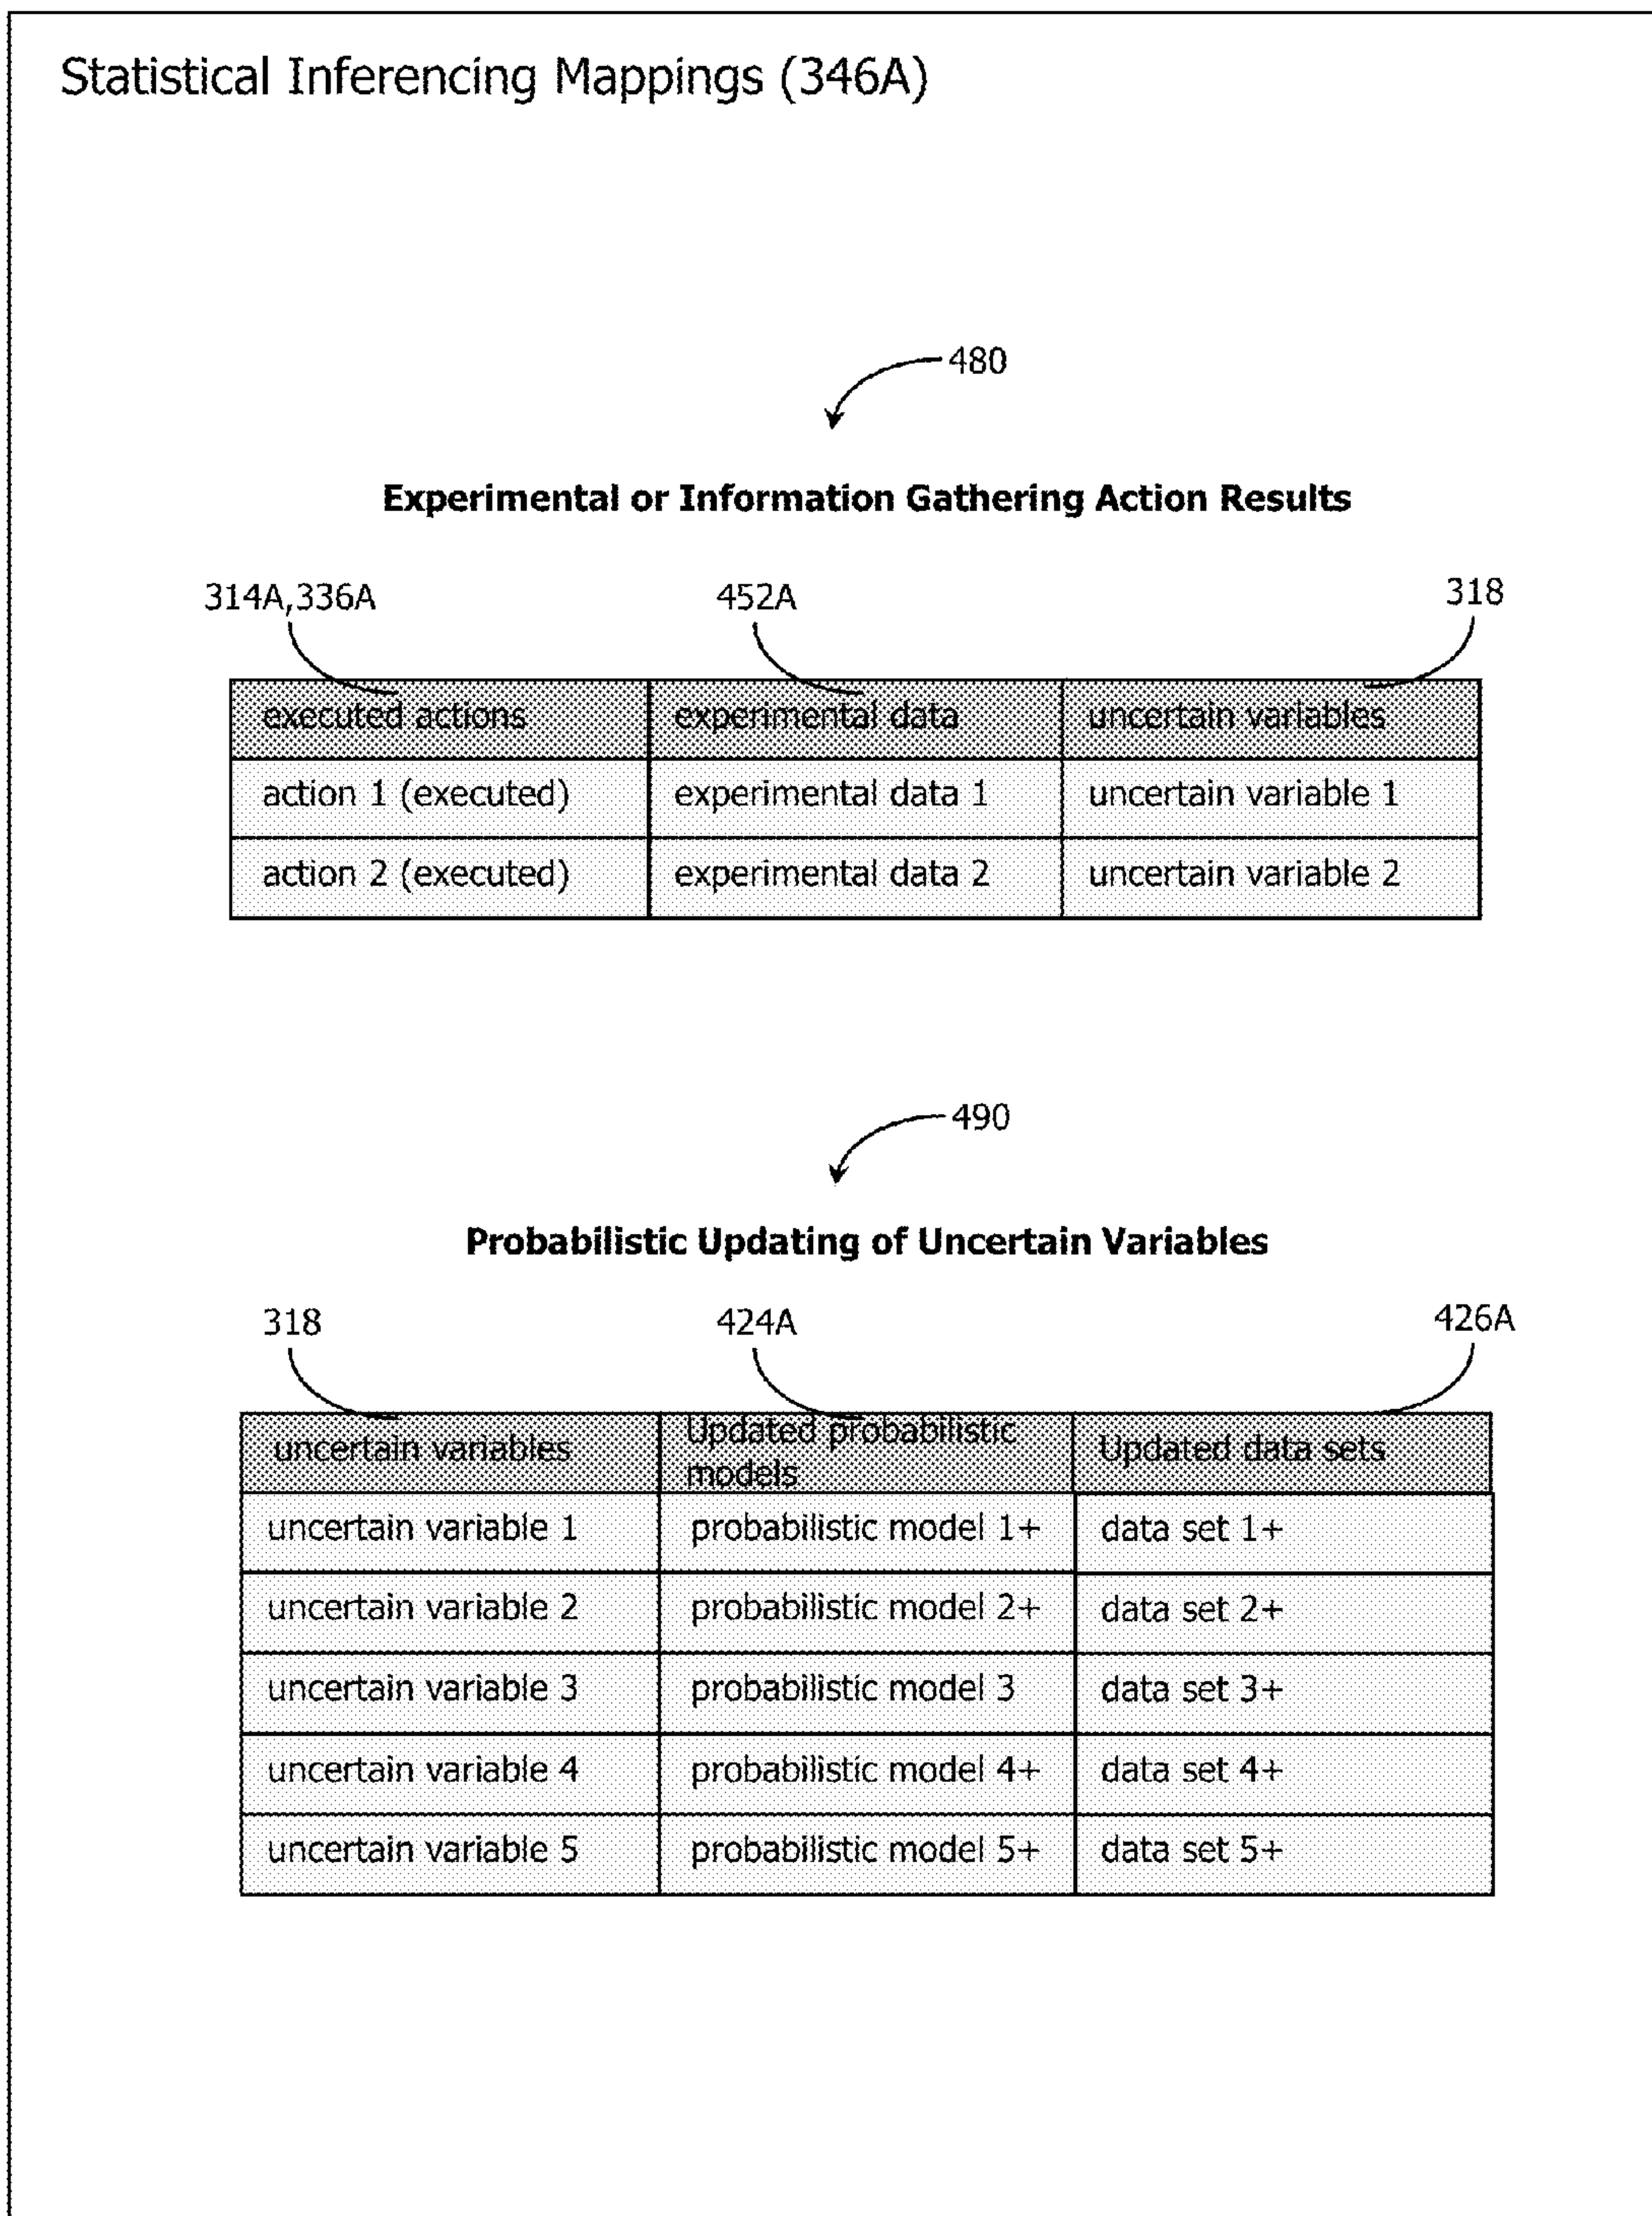 Statistical Inferencing Mappings (346A)
480
Experimental or Information Gathering Action Results
314A,336A 452A 318
executed actions experimental data uncertain variables
action 1 (executed) experimental data 1 uncertain variable 1
action 2 (executed) experimental data 2 uncertain variable 2
490
Probabilistic Updating of Uncertain Variables
318 424A 426A
uncertain variables Updated probabilistic models Updated data sets
uncertain variable 1 probabilistic model 1+ data set 1+
uncertain variable 2 probabilistic model 2+ data set 2+
uncertain variable 3 probabilistic model 3 data set 3+
uncertain variable 4 probabilistic model 4+ data set 4+
uncertain variable 5 probabilistic model 5+ data set 5+